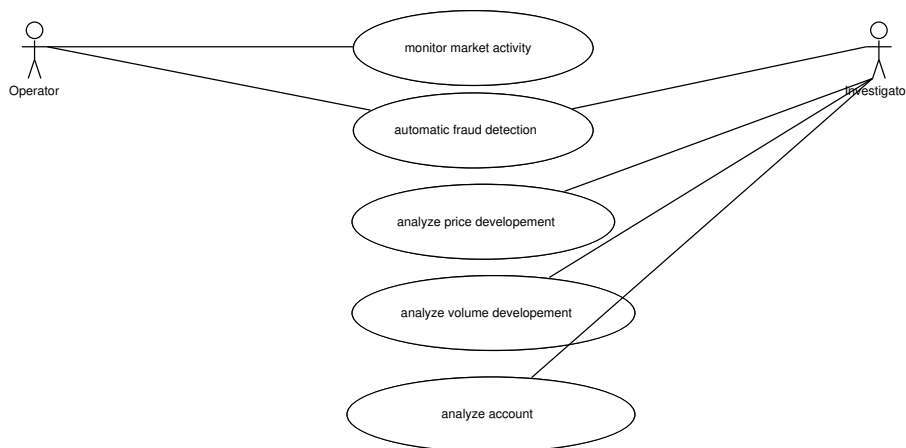 monitor market activity
Operator
Investigato
automatic fraud detection
analyze price developement
analyze volume developement
analyze account